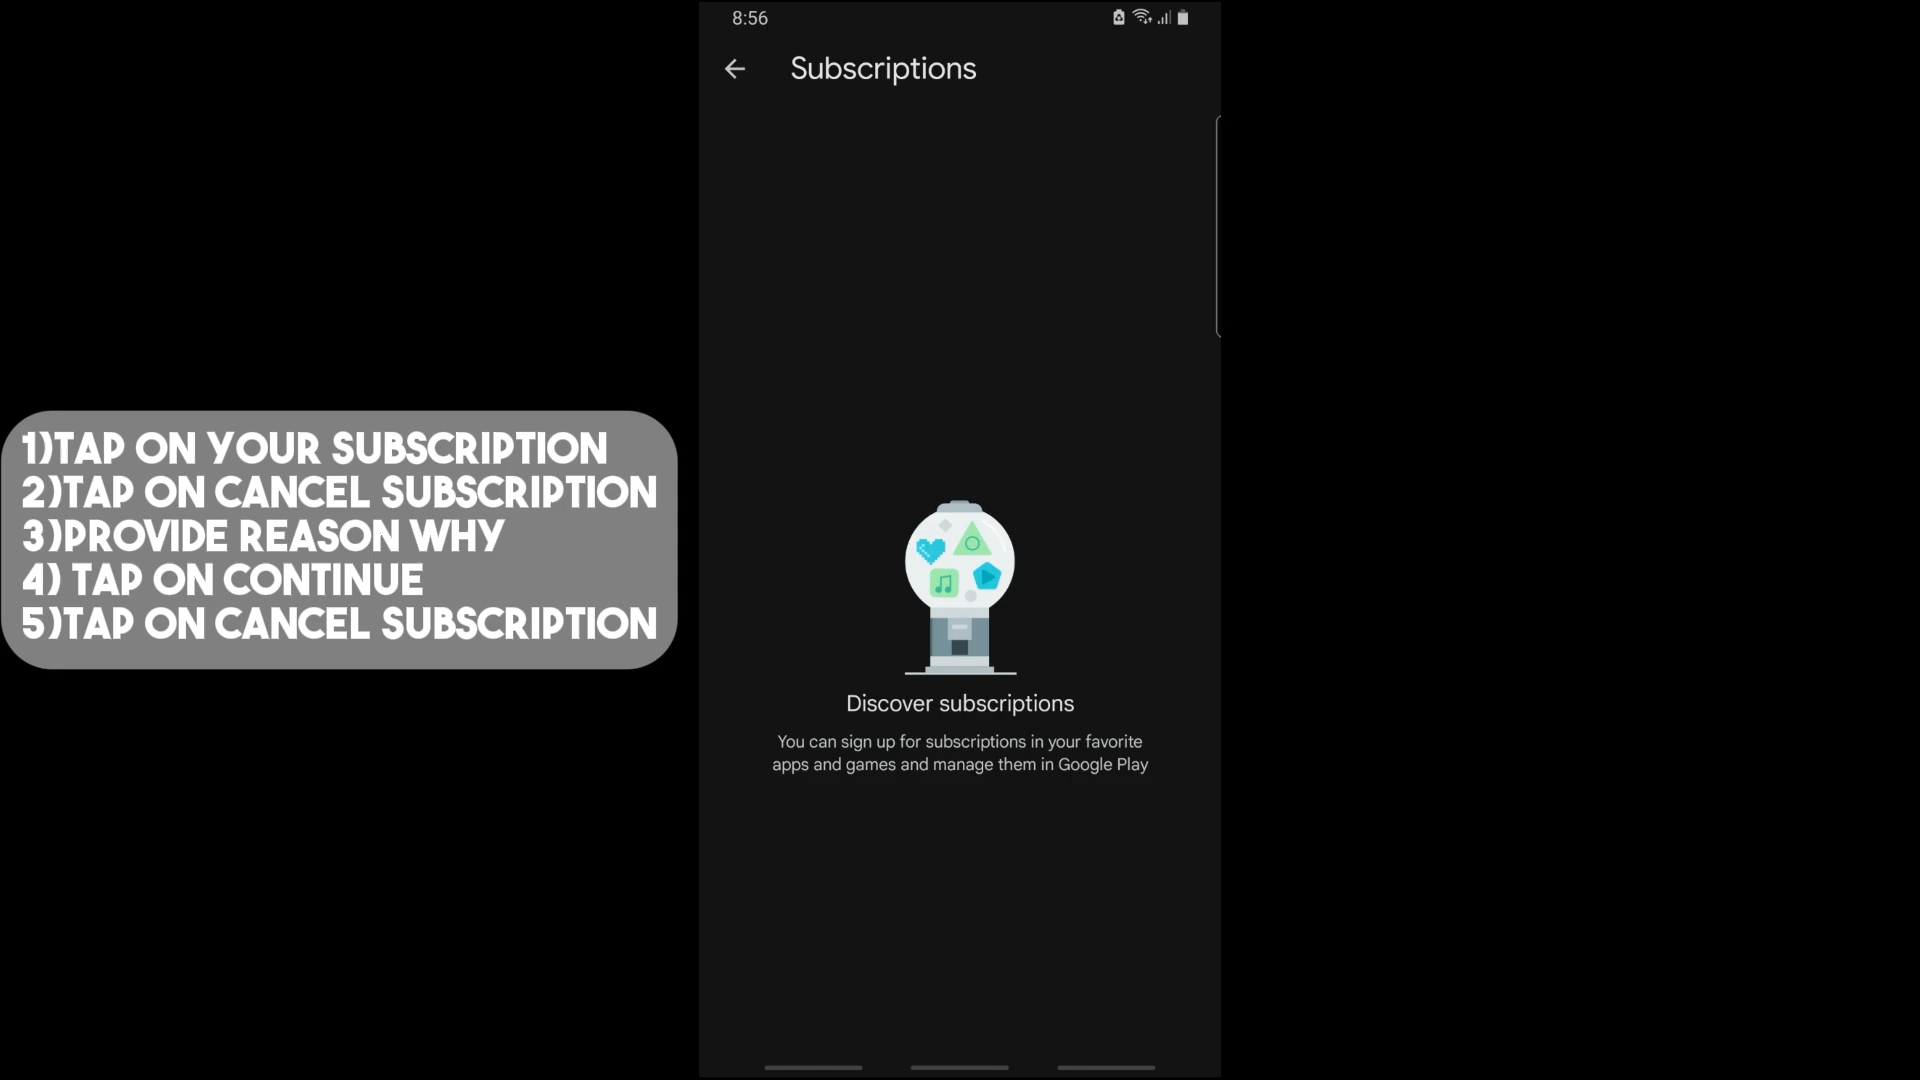 8:56
Subscriptions
1)TAP ON YOUR SUBSCRIPTION
2)TAP ON CANCEL SUBSCRIPTION
3)PROVIDE REASON WHY
4) TAP ON CONTINUE
5)TAP ON CANCEL SUBSCRIPTION
Discover subscriptions
You can sign up for subscriptions in your favorite
apps and games and manage them in Google Play